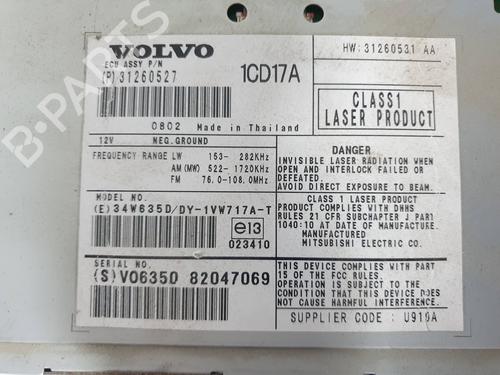 VOLVO
ECU ASSY P/N
(P) 31260527
1CD17A
HW: 31260531 AA
CLASS1
LASER PRODUCT
0802 Made in Thailand
12V NEG.GROUND
FREQUENCY RANGE LW 153- 282KHz
AM (MW) 522- 1720KHz
FM 76.0-108.0MHz
DANGER
INVISIBLE LASER RADIATION WHEN
OPEN AND INTERLOCK FAILED OR
DEFEATED.
AVOID DIRECT EXPOSURE TO BEAM.
MODEL NO.
(E) 34W635D/DY-1VW717A-T
e13
023410
CLASS 1 LASER PRODUCT
THIS PRODUCT COMPLIES WITH DHHS
RULES 21 CFR SUBCHAPTER J PART
1040:10 AT DATE OF MANUFACTURE.
MANUFACTURED
MITSUBISHI ELECTRIC CO.
SERIAL NO.
(S) VO6350 82047069
THIS DEVICE COMPLIES WITH PART
15 OF THE FCC RULES.
OPERATION IS SUBJECT TO THE
CONDITION THAT THIS DEVICE DOES
NOT CAUSE HARMFUL INTERFERENCE.
SUPPLIER CODE : U910A
B-PARTS